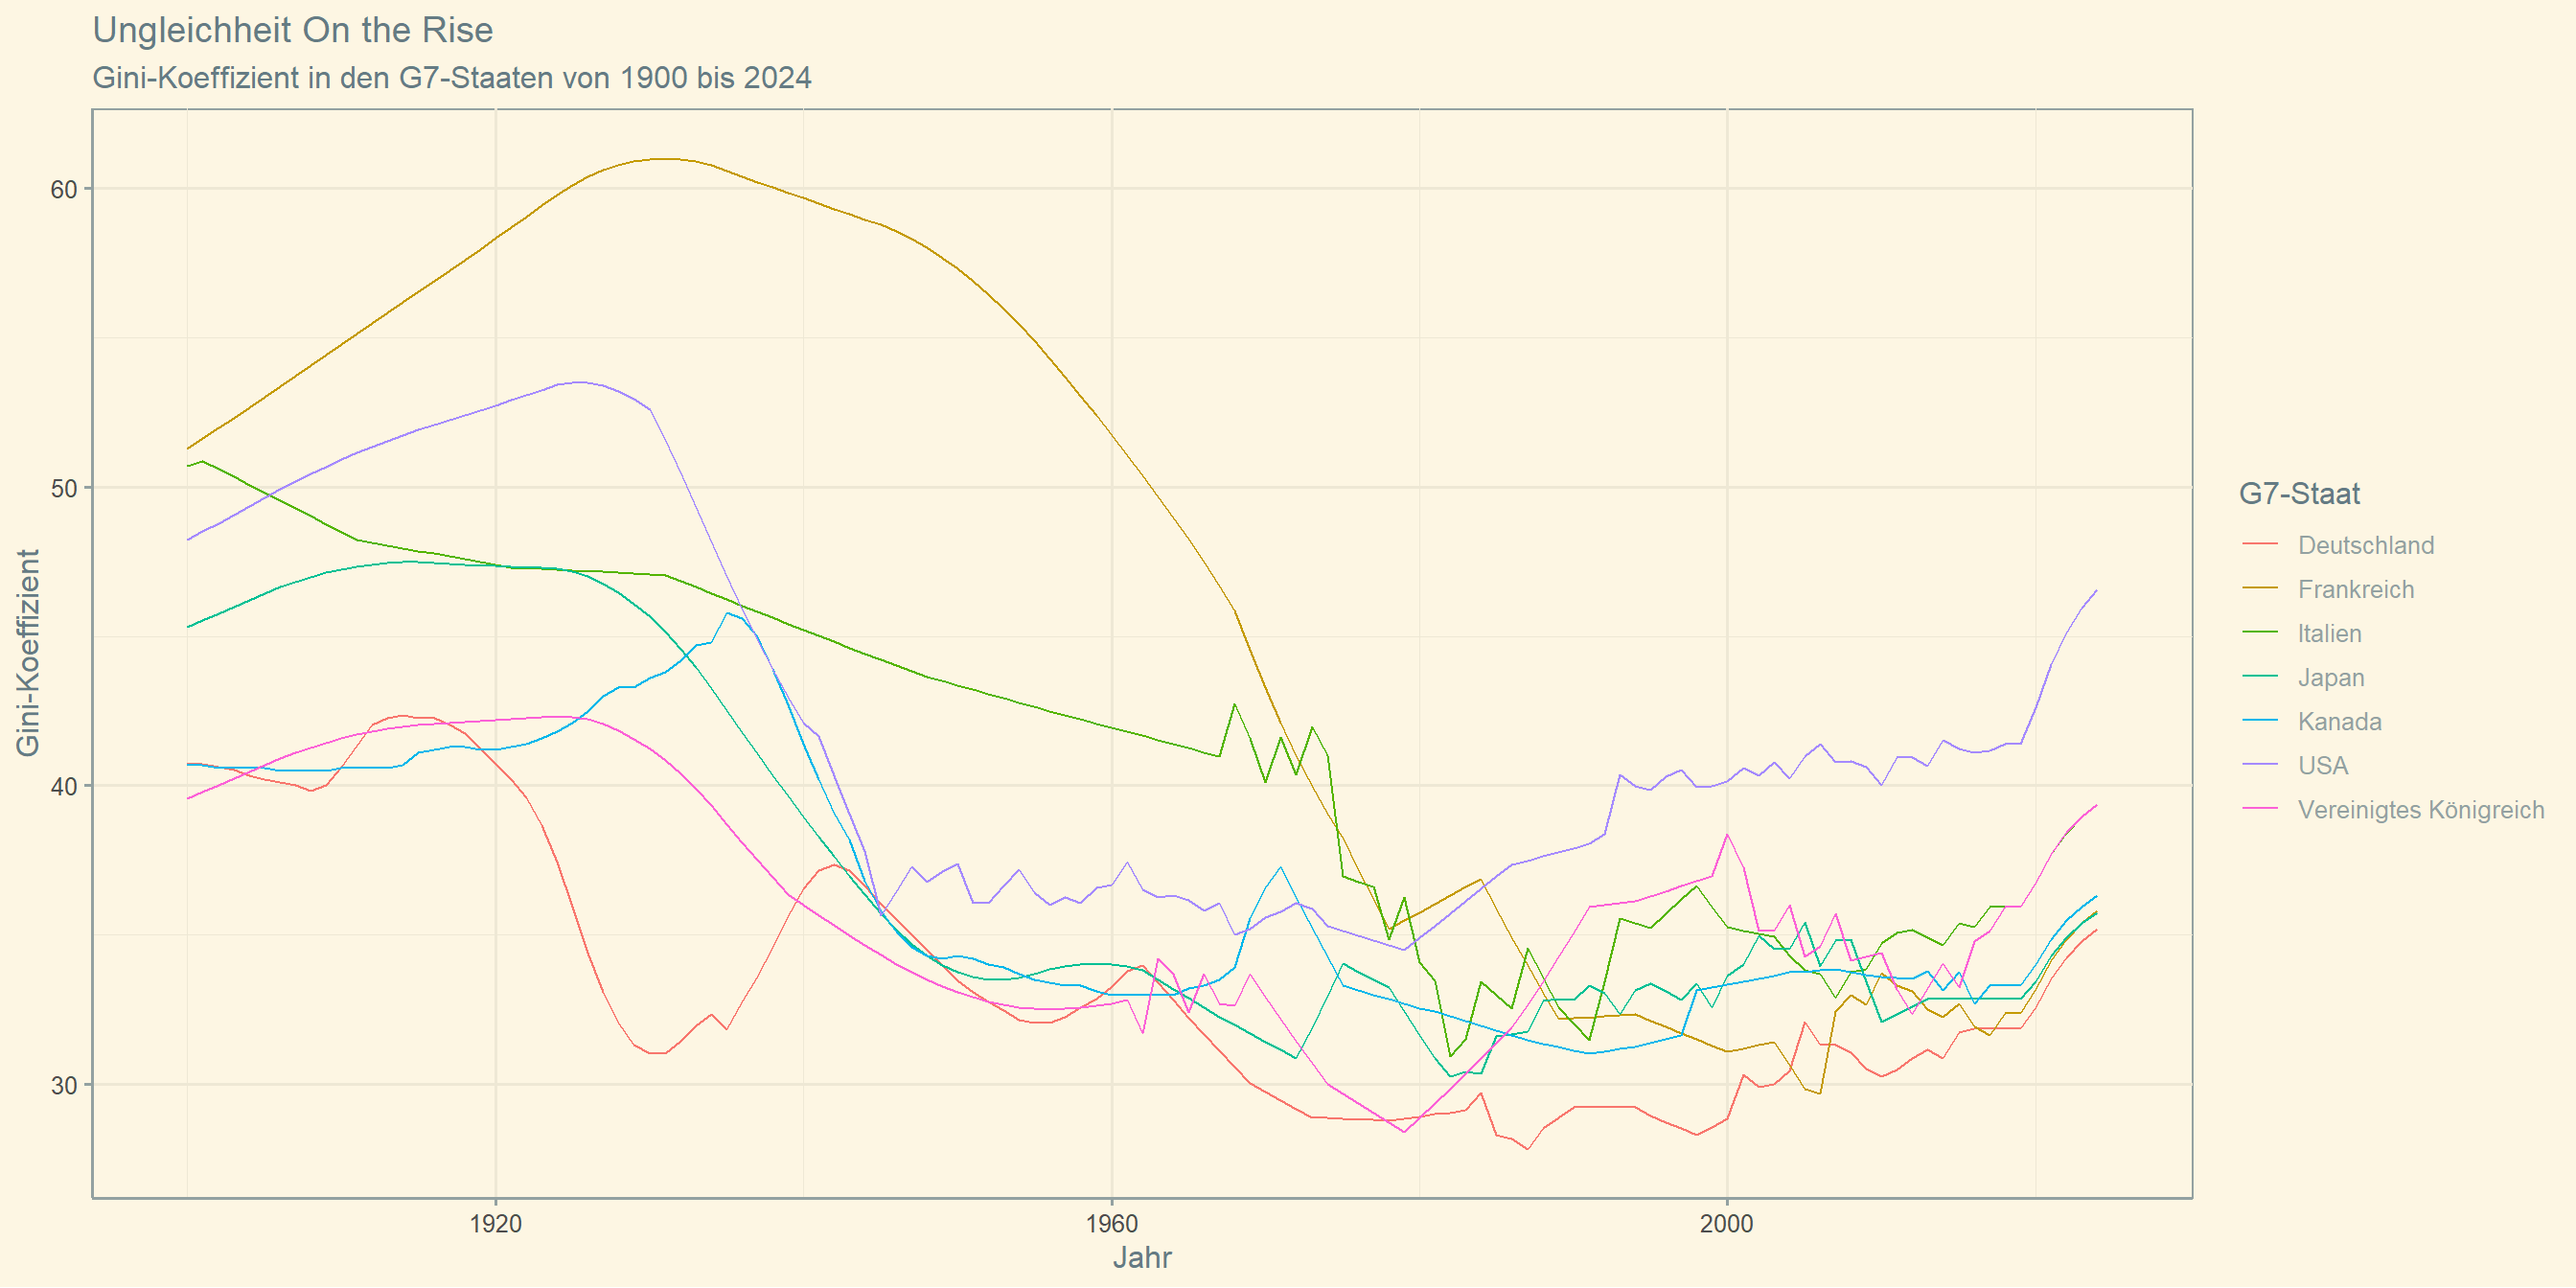 Ungleichheit On the Rise
Gini-Koeffizient in den G7-Staaten von 1900 bis 2024
Gini-Koeffizient
60
50
40
30
1920
1960
2000
Jahr
G7-Staat
Deutschland
Frankreich
Italien
Japan
Kanada
USA
Vereinigtes Königreich